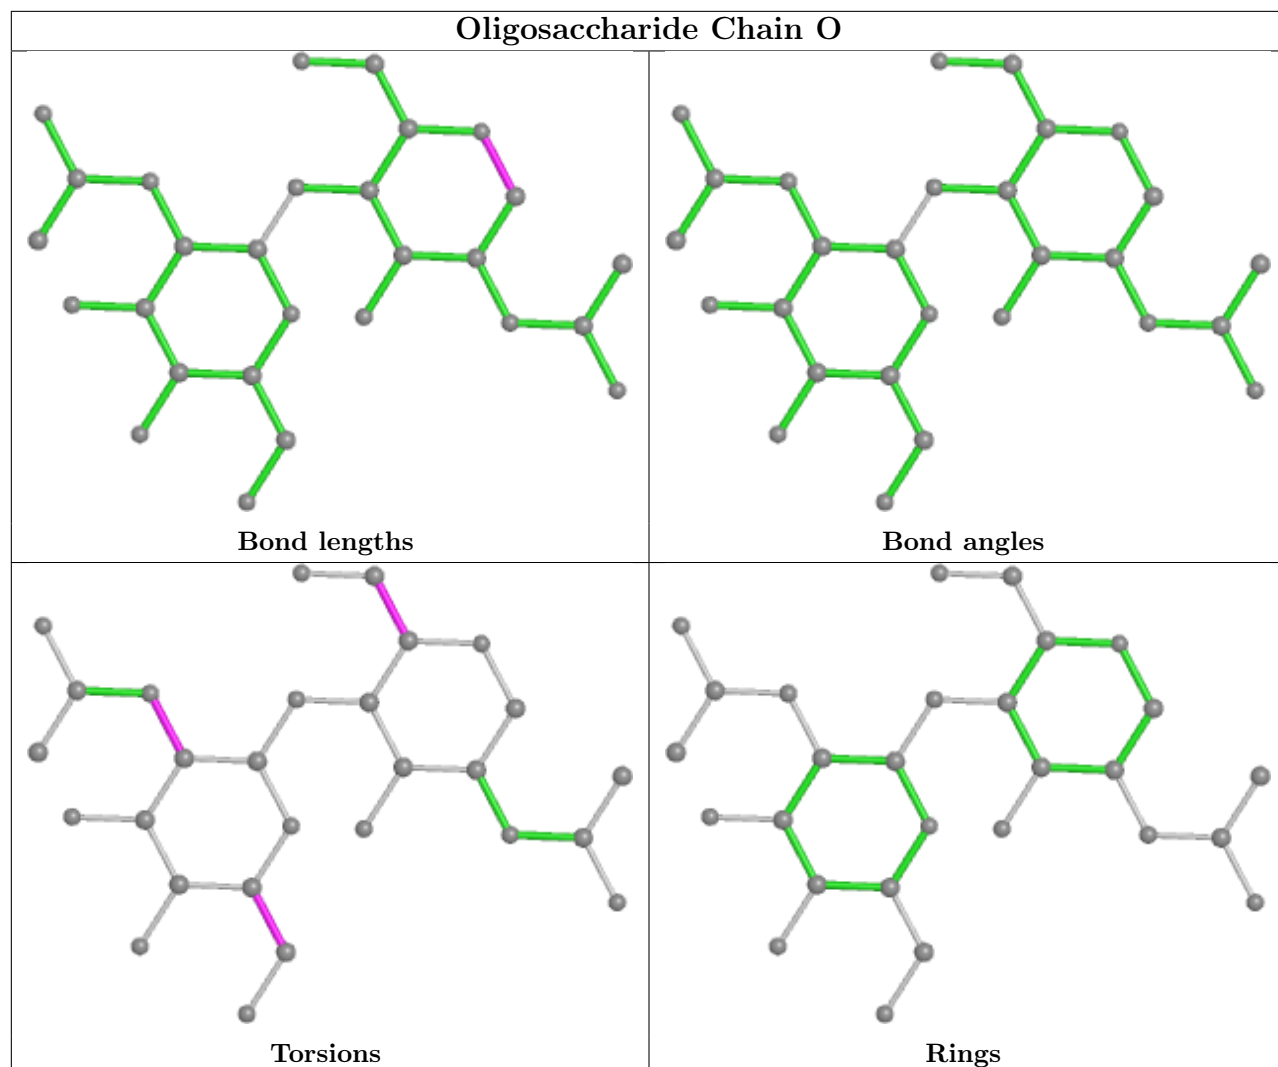 Oligosaccharide Chain O
Bond lengths
Bond angles
Torsions
Rings